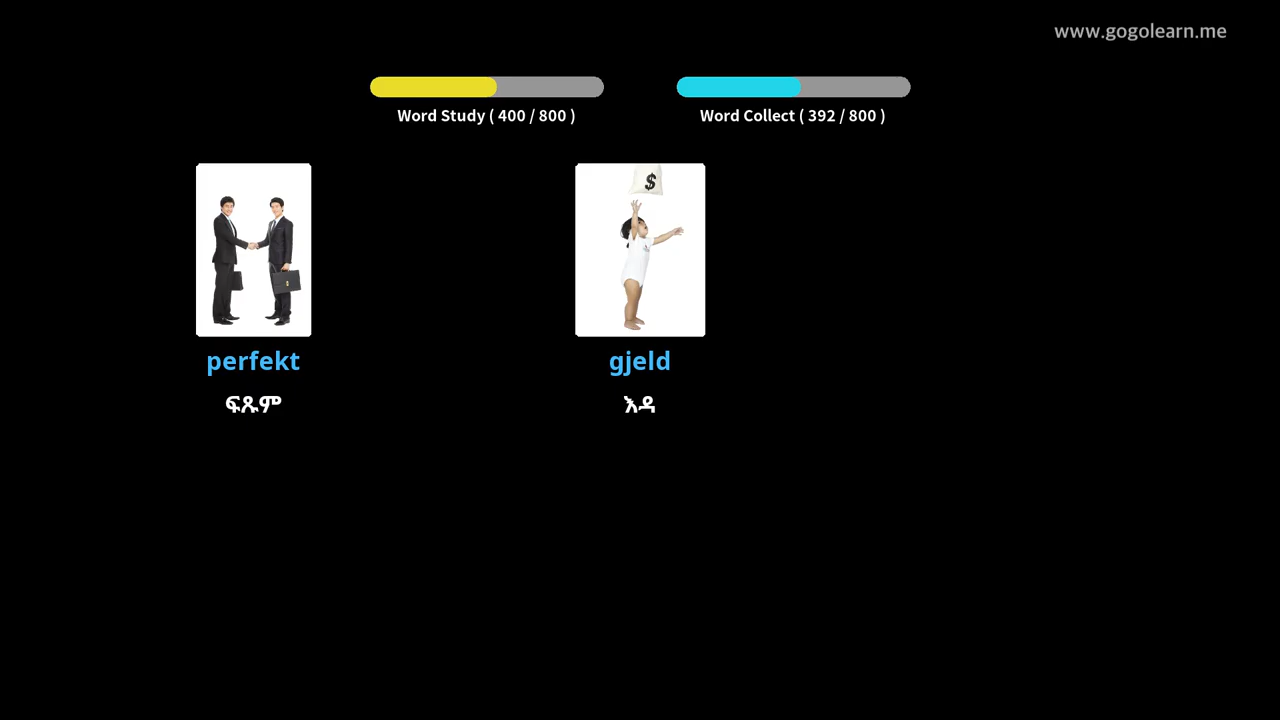 www.gogolearn.me
Word Study ( 400 / 800 )
Word Collect ( 392 / 800 )
$
perfekt
gjeld
ፍጹም
እዳ